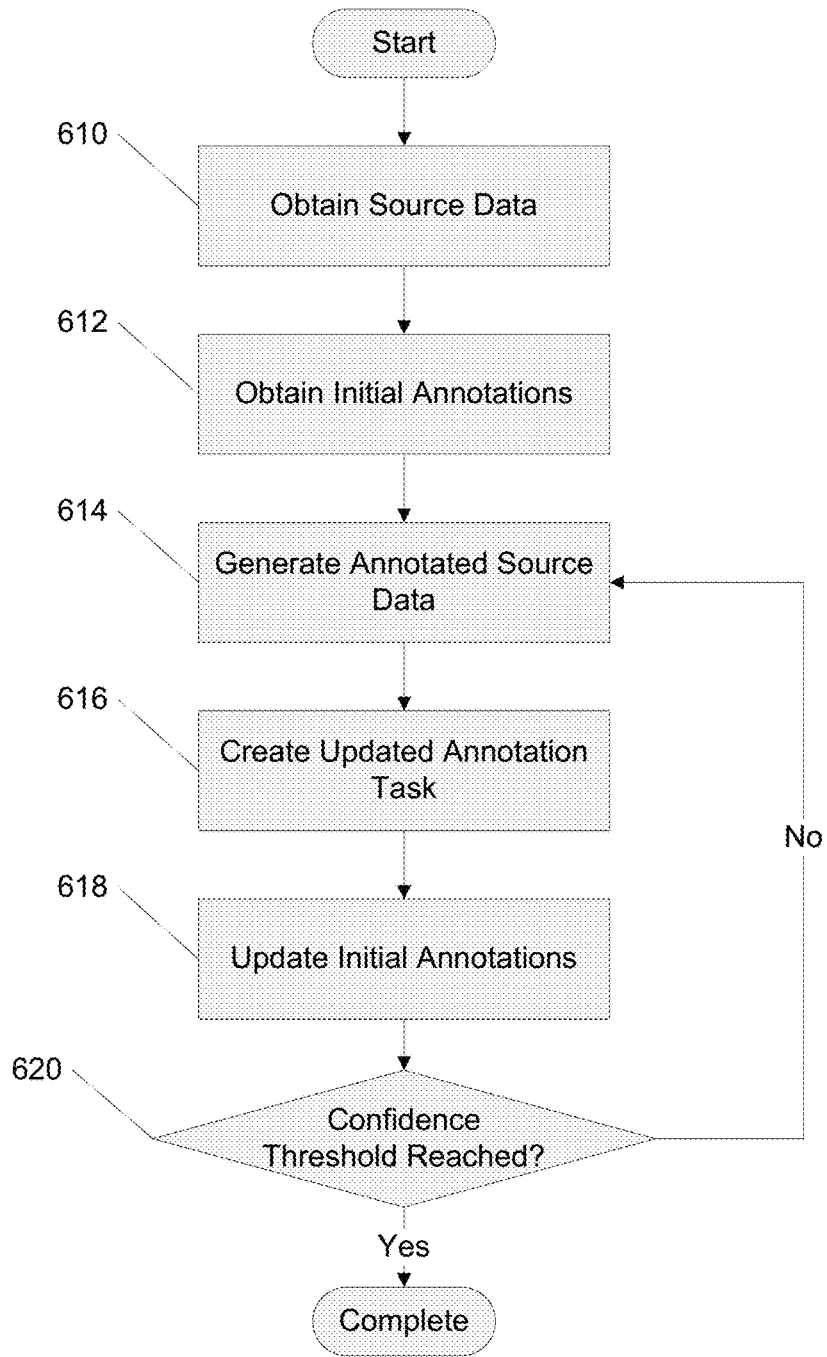 Start
610
Obtain Source Data
612
Obtain Initial Annotations
614
Generate Annotated Source
Data
616
Create Updated Annotation
Task
No
618
Update Initial Annotations
620
Confidence
Threshold Reached?
Yes
Complete